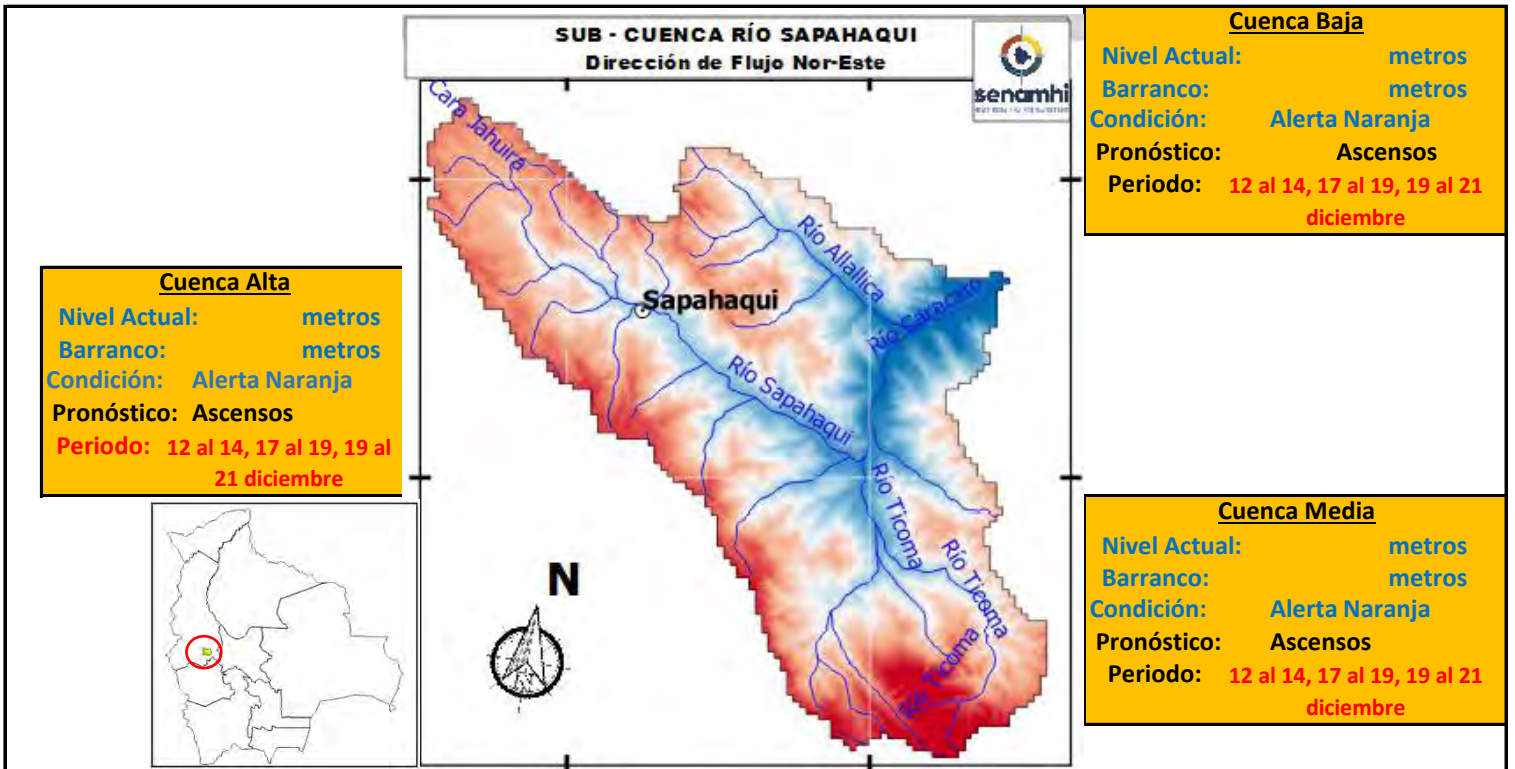 SUB - CUENCA RÍO SAPAHAQUI
Dirección de Flujo Nor-Este
senamhi
Cuenca Baja
Nivel Actual: metros
Barranco: metros
Condición: Alerta Naranja
Pronóstico: Ascensos
Periodo: 12 al 14, 17 al 19, 19 al 21
diciembre
Cuenca Alta
Nivel Actual: metros
Barranco: metros
Condición: Alerta Naranja
Pronóstico: Ascensos
Periodo: 12 al 14, 17 al 19, 19 al
21 diciembre
Cara Jahuira
Río Allallica
Sapahaqui
Río Caracato
Río Sapahaqui
Río Ticoma
Río Ticoma
Río Ticoma
N
Cuenca Media
Nivel Actual: metros
Barranco: metros
Condición: Alerta Naranja
Pronóstico: Ascensos
Periodo: 12 al 14, 17 al 19, 19 al 21
diciembre